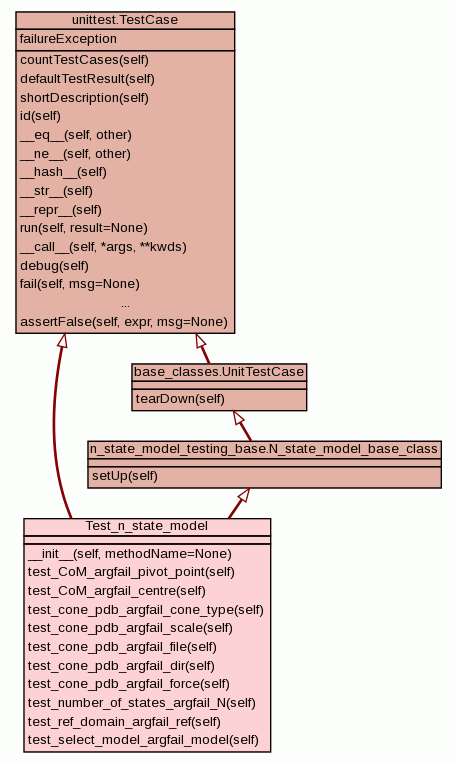 unittest.TestCase
failureException
countTestCases(self)
defaultTestResult(self)
shortDescription(self)
id(self)
__eq__(self, other)
__ne__(self, other)
__hash__(self)
__str__(self)
__repr__(self)
run(self, result=None)
__call__(self, *args, **kwds)
debug(self)
fail(self, msg=None)
...
assertFalse(self, expr, msg=None)
base_classes.UnitTestCase
tearDown(self)
n_state_model_testing_base.N_state_model_base_class
setUp(self)
Test_n_state_model
__init__(self, methodName=None)
test_CoM_argfail_pivot_point(self)
test_CoM_argfail_centre(self)
test_cone_pdb_argfail_cone_type(self)
test_cone_pdb_argfail_scale(self)
test_cone_pdb_argfail_file(self)
test_cone_pdb_argfail_dir(self)
test_cone_pdb_argfail_force(self)
test_number_of_states_argfail_N(self)
test_ref_domain_argfail_ref(self)
test_select_model_argfail_model(self)